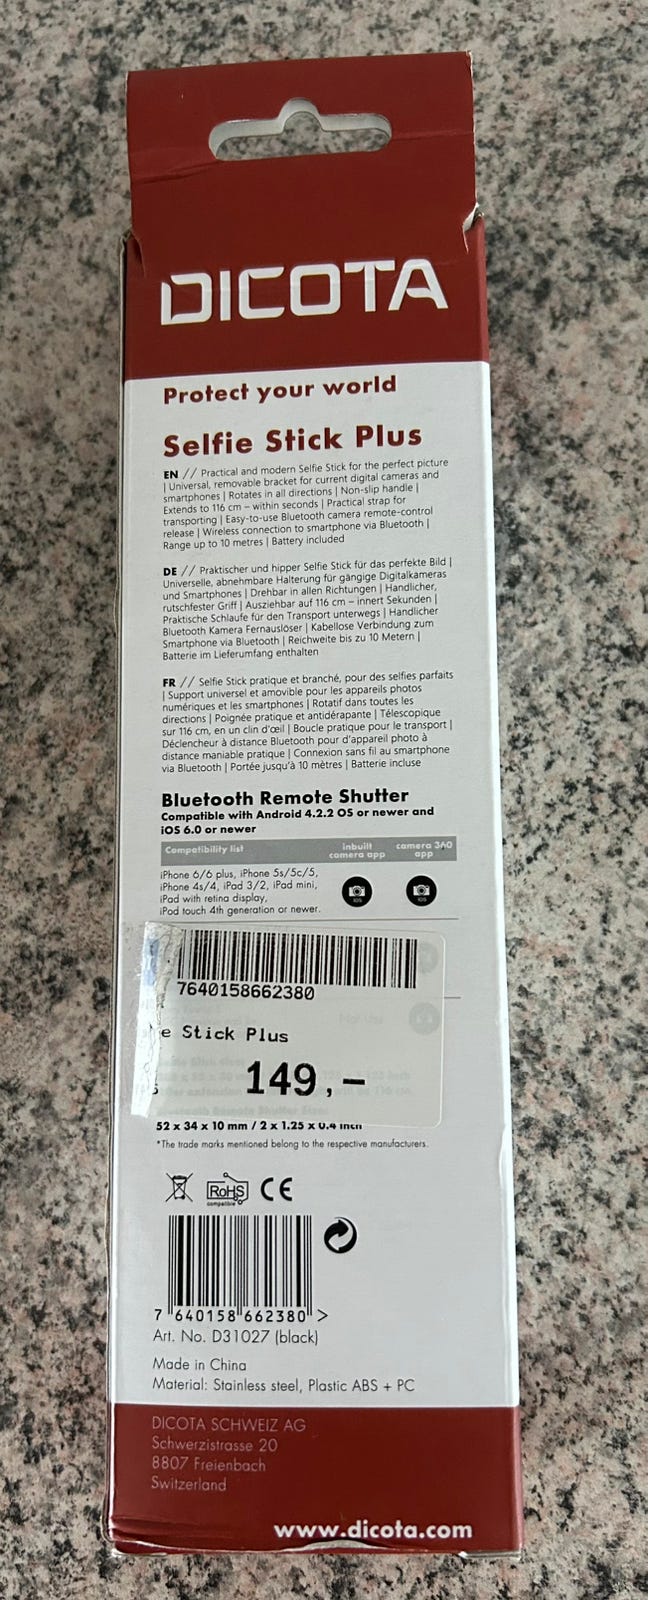 DICOTA
Protect your world
Selfie Stick Plus
EN // Practical and modern Selfie Stick for the perfect picture
| Universal, removable bracket for current digital cameras and
smartphones | Rotates in all directions | Non-slip handle |
Extends to 116 cm – within seconds | Practical strap for
transporting | Easy-to-use Bluetooth camera remote-control
release | Wireless connection to smartphone via Bluetooth |
Range up to 10 metres | Battery included
DE // Praktischer und hipper Selfie Stick für das perfekte Bild |
Universelle, abnehmbare Halterung für gängige Digitalkameras
und Smartphones | Drehbar in allen Richtungen | Handlicher,
rutschfester Griff | Ausziehbar auf 116 cm – innert Sekunden |
Praktische Schlaufe für den Transport unterwegs | Handlicher
Bluetooth Kamera Fernauslöser | Kabellose Verbindung zum
Smartphone via Bluetooth | Reichweite bis zu 10 Metern |
Batterie im Lieferumfang enthalten
FR // Selfie Stick pratique et branché, pour des selfies parfaits
| Support universel et amovible pour les appareils photos
numériques et les smartphones | Rotatif dans toutes les
directions | Poignée pratique et antidérapante | Télescopique
sur 116 cm, en un clin d'œil | Boucle pratique pour le transport |
Déclencheur à distance Bluetooth pour d'appareil photo à
distance maniable pratique | Connexion sans fil au smartphone
via Bluetooth | Portée jusqu'à 10 mètres | Batterie incluse
Bluetooth Remote Shutter
Compatible with Android 4.2.2 OS or newer and
iOS 6.0 or newer
Compatibility list inbuilt camera app camera 360 app
iPhone 6/6 plus, iPhone 5s/5c/5,
iPhone 4s/4, iPad 3/2, iPad mini,
iPad with retina display,
iPod touch 4th generation or newer.
iOS iOS
7640158662380
e Stick Plus
149,–
52 x 34 x 10 mm / 2 x 1.25 x 0.4 inch
*The trade marks mentioned belong to the respective manufacturers.
RoHS
compatible
CE
7 640158 662380 >
Art. No. D31027 (black)
Made in China
Material: Stainless steel, Plastic ABS + PC
DICOTA SCHWEIZ AG
Schwerzistrasse 20
8807 Freienbach
Switzerland
www.dicota.com